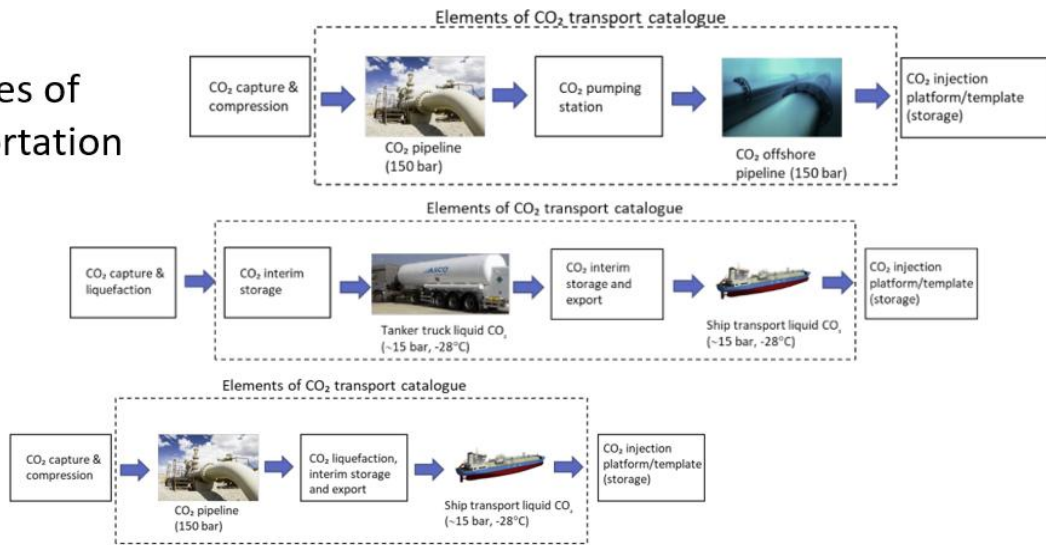 es of
ortation
Elements of CO₂ transport catalogue
CO₂ capture &
compression
CO₂ pipeline
(150 bar)
CO₂ pumping
station
CO₂ offshore
pipeline (150 bar)
CO₂ injection
platform/template
(storage)
Elements of CO₂ transport catalogue
CO₂ capture &
liquefaction
CO₂ interim
storage
Tanker truck liquid CO₂
(~15 bar, -28°C)
CO₂ interim
storage and
export
Ship transport liquid CO₂
(~15 bar, -28°C)
CO₂ injection
platform/template
(storage)
Elements of CO₂ transport catalogue
CO₂ capture &
compression
CO₂ pipeline
(150 bar)
CO₂ liquefaction,
interim storage
and export
Ship transport liquid CO₂
(~15 bar, -28°C)
CO₂ injection
platform/template
(storage)